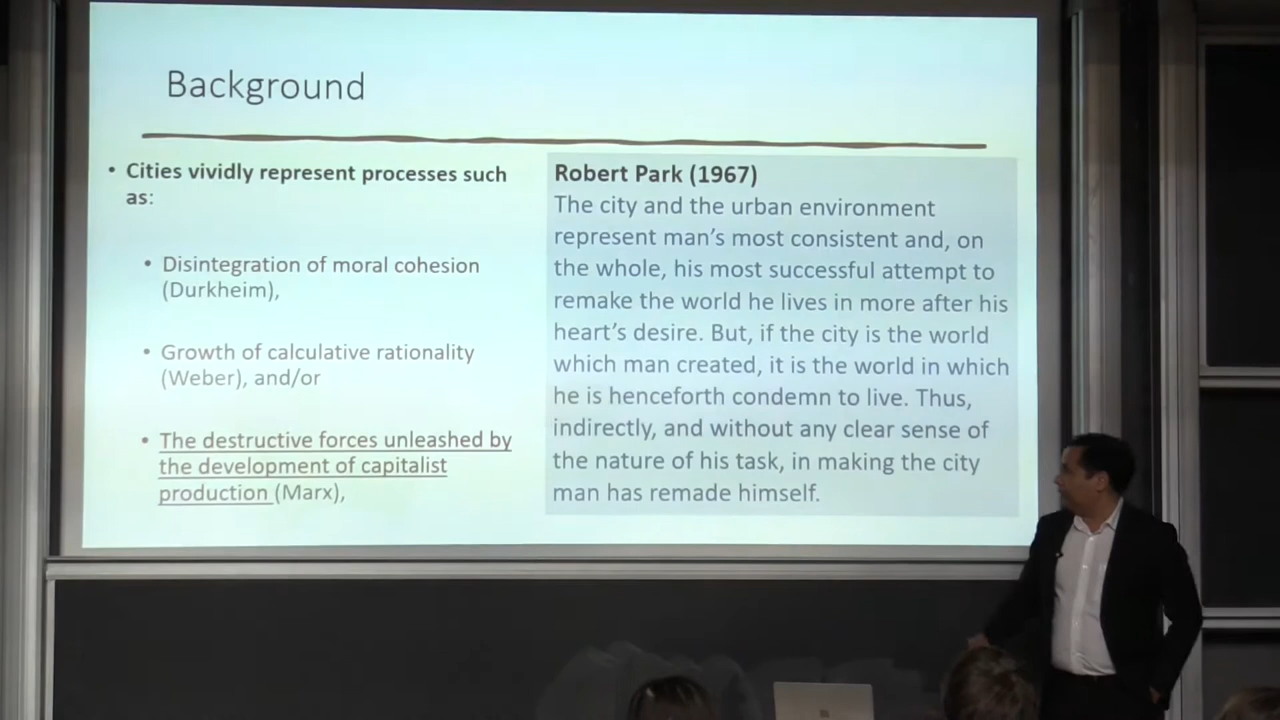 Background
• Cities vividly represent processes such
as:
• Disintegration of moral cohesion
(Durkheim),
• Growth of calculative rationality
(Weber), and/or
• The destructive forces unleashed by
the development of capitalist
production (Marx),
Robert Park (1967)
The city and the urban environment
represent man’s most consistent and, on
the whole, his most successful attempt to
remake the world he lives in more after his
heart’s desire. But, if the city is the world
which man created, it is the world in which
he is henceforth condemn to live. Thus,
indirectly, and without any clear sense of
the nature of his task, in making the city
man has remade himself.